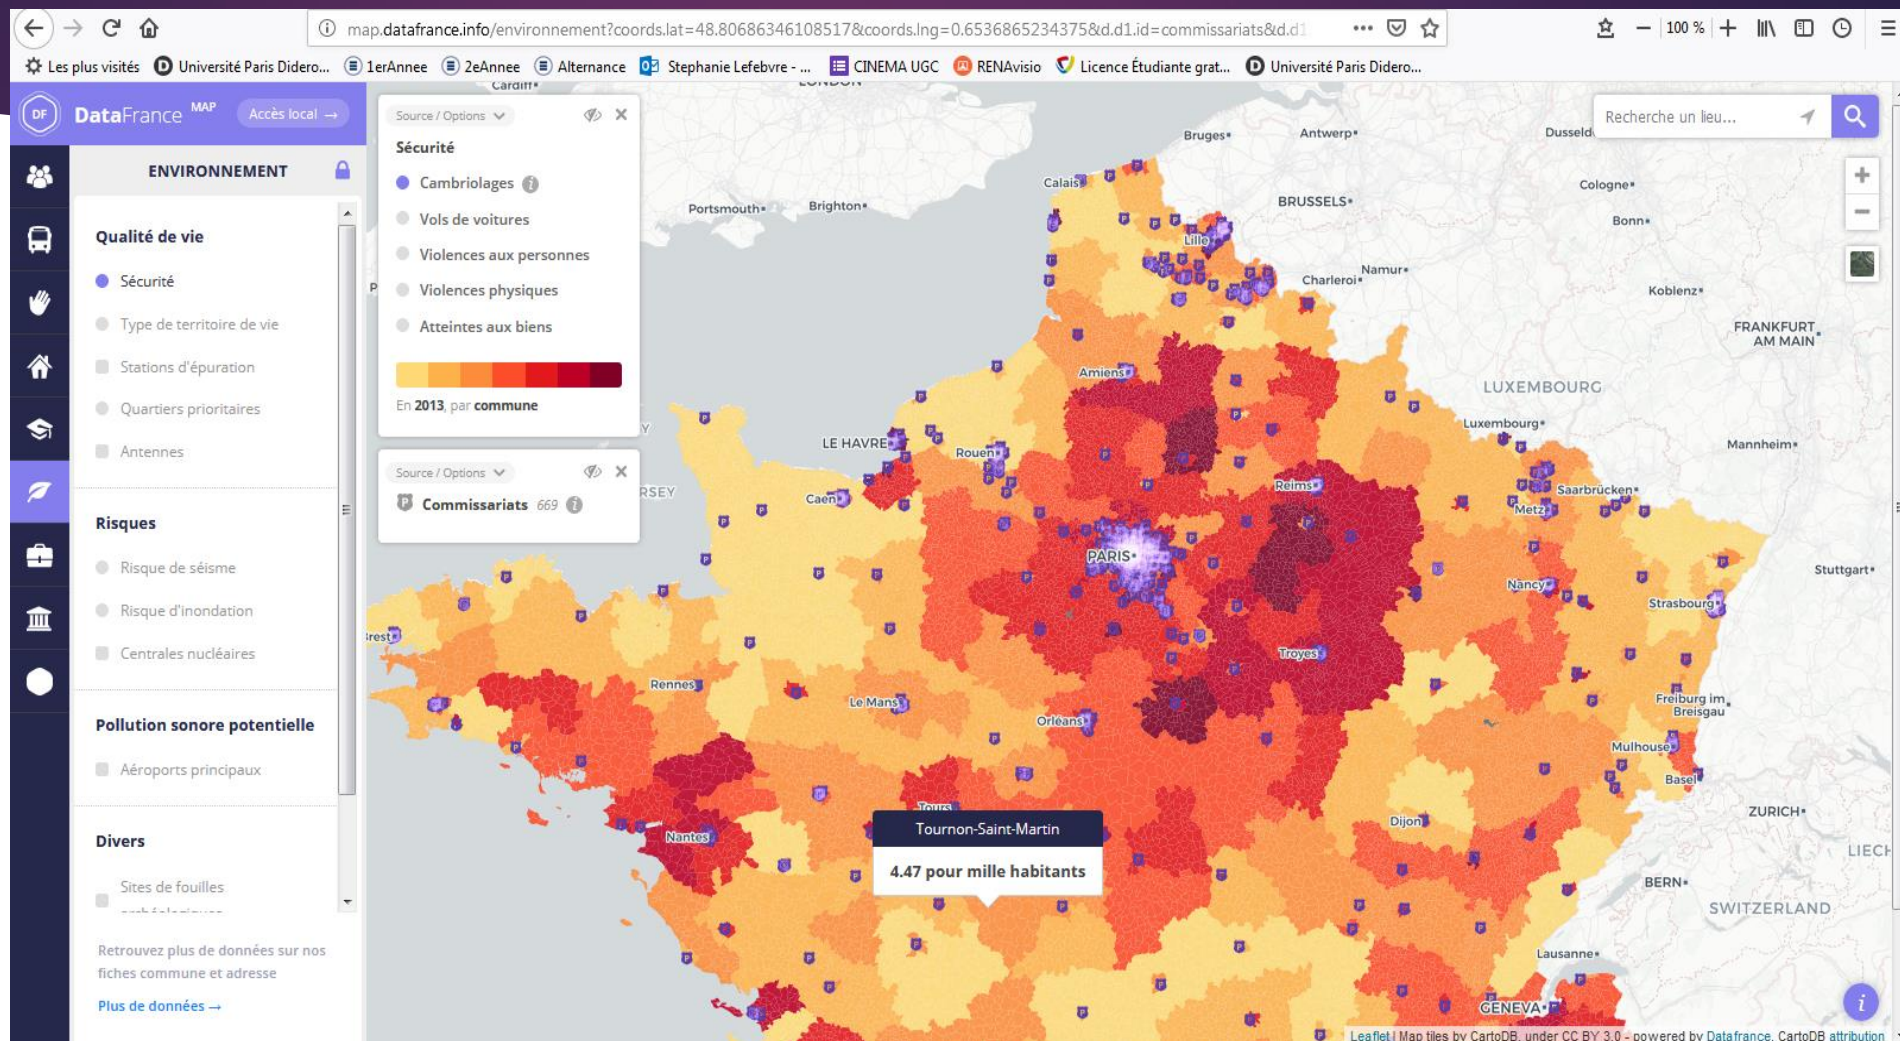 map.datafrance.info/environnement?coords.lat=48.80686346108517&coords.lng=0.6536865234375&d.d1.id=commissariats&d.d1
100 %
Les plus visités
Université Paris Didero...
1erAnnee
2eAnnee
Alternance
Stephanie Lefebvre - ...
CINEMA UGC
RENAvisio
Licence Étudiante grat...
Université Paris Didero...
DF
DataFrance MAP
Accès local →
ENVIRONNEMENT
Qualité de vie
Sécurité
Type de territoire de vie
Stations d'épuration
Quartiers prioritaires
Antennes
Risques
Risque de séisme
Risque d'inondation
Centrales nucléaires
Pollution sonore potentielle
Aéroports principaux
Divers
Sites de fouilles
Retrouvez plus de données sur nos
fiches commune et adresse
Plus de données →
Source / Options
Sécurité
Cambriolages
Vols de voitures
Violences aux personnes
Violences physiques
Atteintes aux biens
En 2013, par commune
Source / Options
Commissariats 669
Recherche un lieu...
Cardiff
LONDON
Bruges
Antwerp
Dusseld
Calais
Portsmouth
Brighton
BRUSSELS
Cologne
Bonn
Lille
Charleroi
Namur
Koblenz
FRANKFURT
AM MAIN
Amiens
LUXEMBOURG
Luxembourg
LE HAVRE
Rouen
Mannheim
RSEY
Caen
Reims
Saarbrücken
Metz
PARIS
Nancy
Stuttgart
Strasbourg
Brest
Troyes
Rennes
Le Mans
Orléans
Freiburg im
Breisgau
Mulhouse
Basel
Tours
ZURICH
Nantes
Dijon
Tournon-Saint-Martin
4.47 pour mille habitants
LIECH
BERN
SWITZERLAND
Lausanne
GENEVA
Leaflet | Map tiles by CartoDB, under CC BY 3.0 - powered by Datafrance, CartoDB attribution